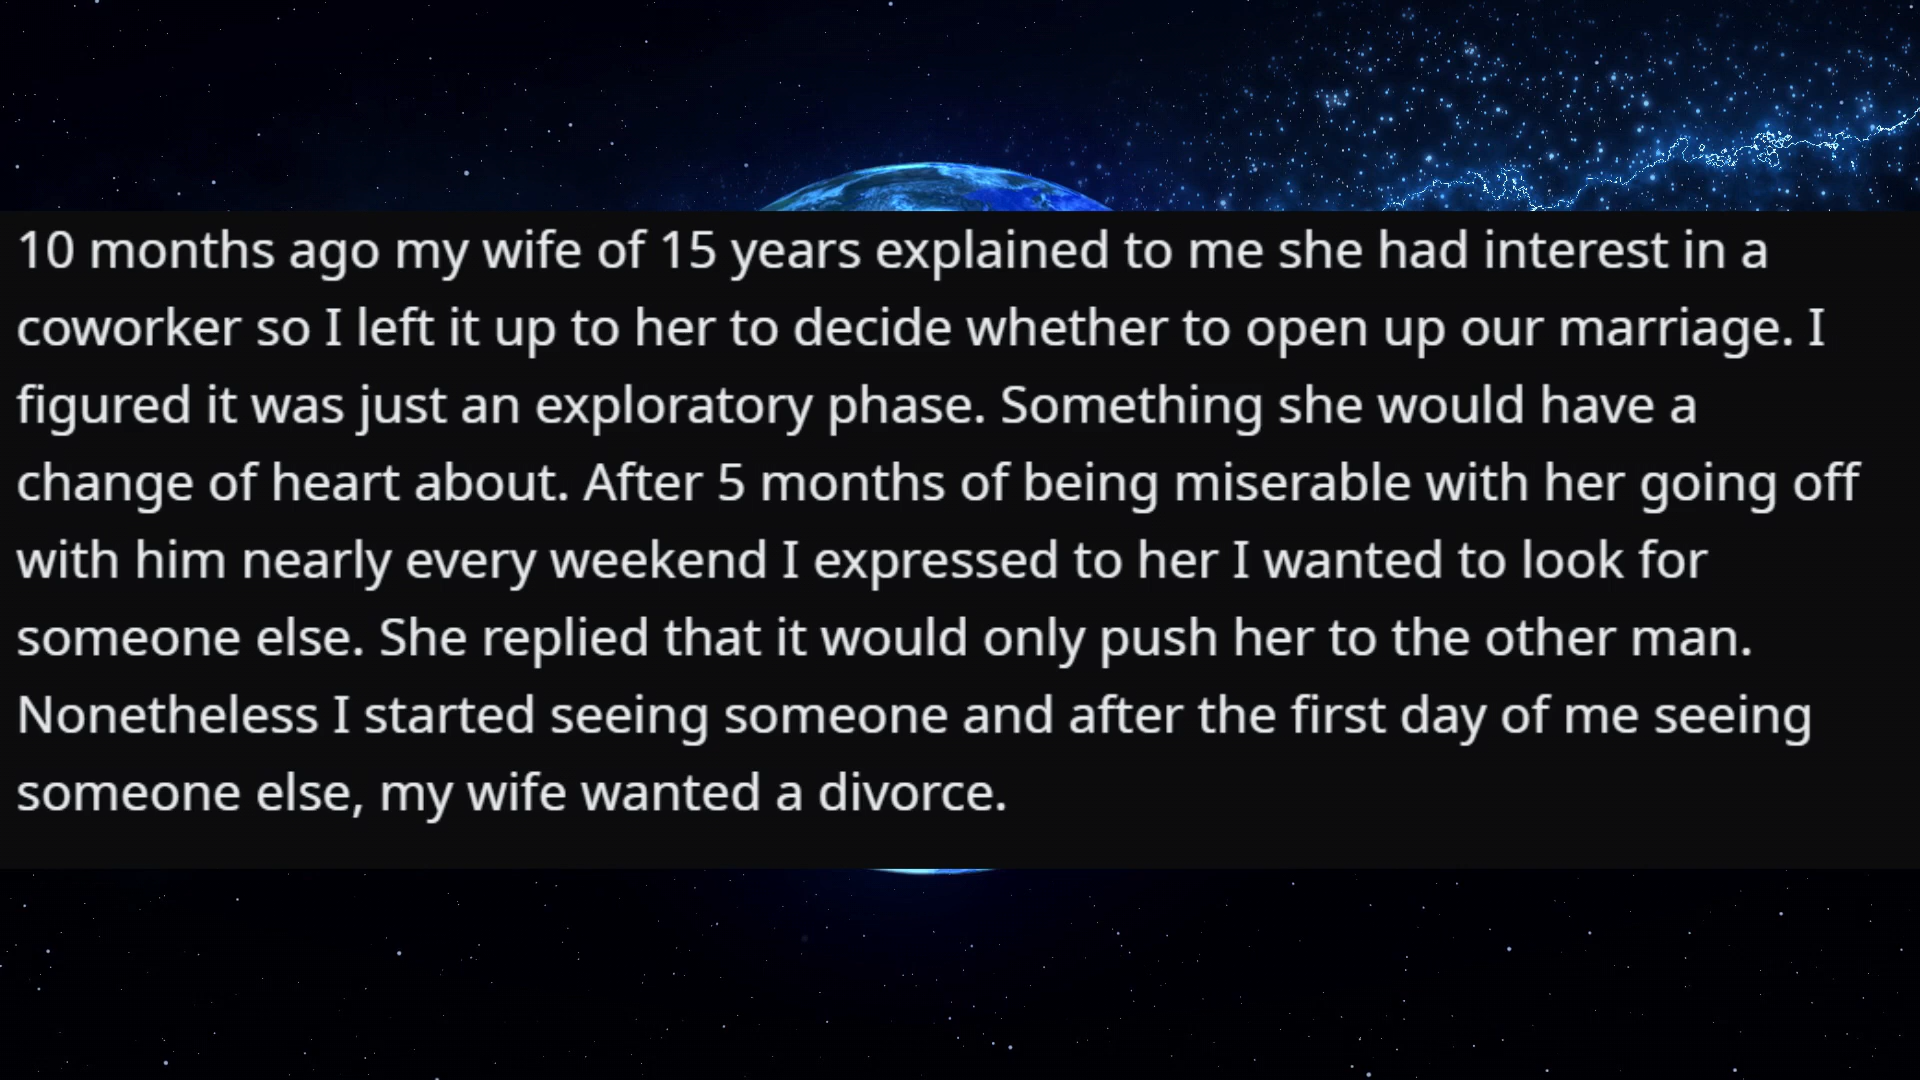 10 months ago my wife of 15 years explained to me she had interest in a
coworker so I left it up to her to decide whether to open up our marriage. I
figured it was just an exploratory phase. Something she would have a
change of heart about. After 5 months of being miserable with her going off
with him nearly every weekend I expressed to her I wanted to look for
someone else. She replied that it would only push her to the other man.
Nonetheless I started seeing someone and after the first day of me seeing
someone else, my wife wanted a divorce.